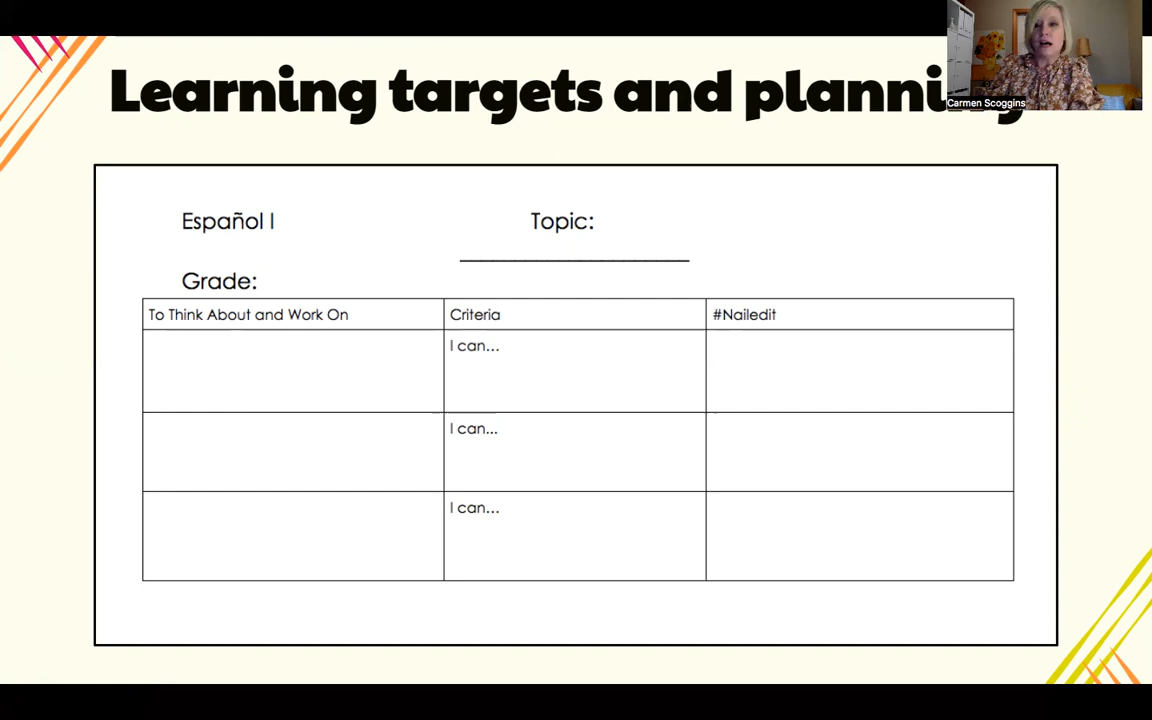 Learning targets and planning
Carmen Scoggins
Español I Topic:
Grade:
To Think About and Work On Criteria #Nailedit
I can...
I can...
I can...